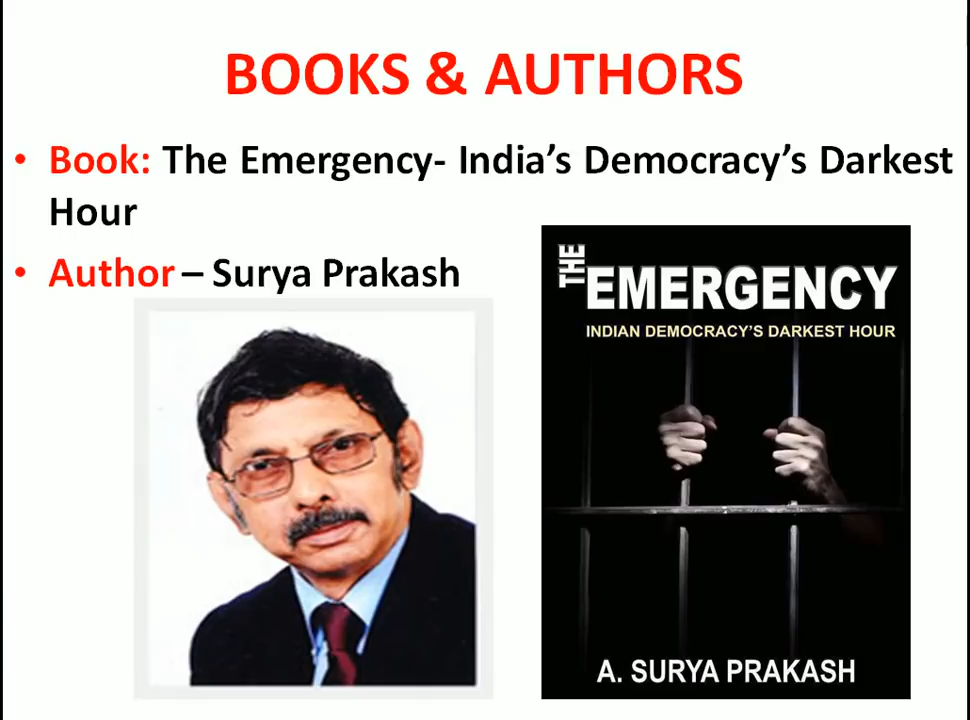 BOOKS & AUTHORS
• Book: The Emergency- India’s Democracy’s Darkest
Hour
• Author – Surya Prakash
THE
EMERGENCY
INDIAN DEMOCRACY'S DARKEST HOUR
A. SURYA PRAKASH